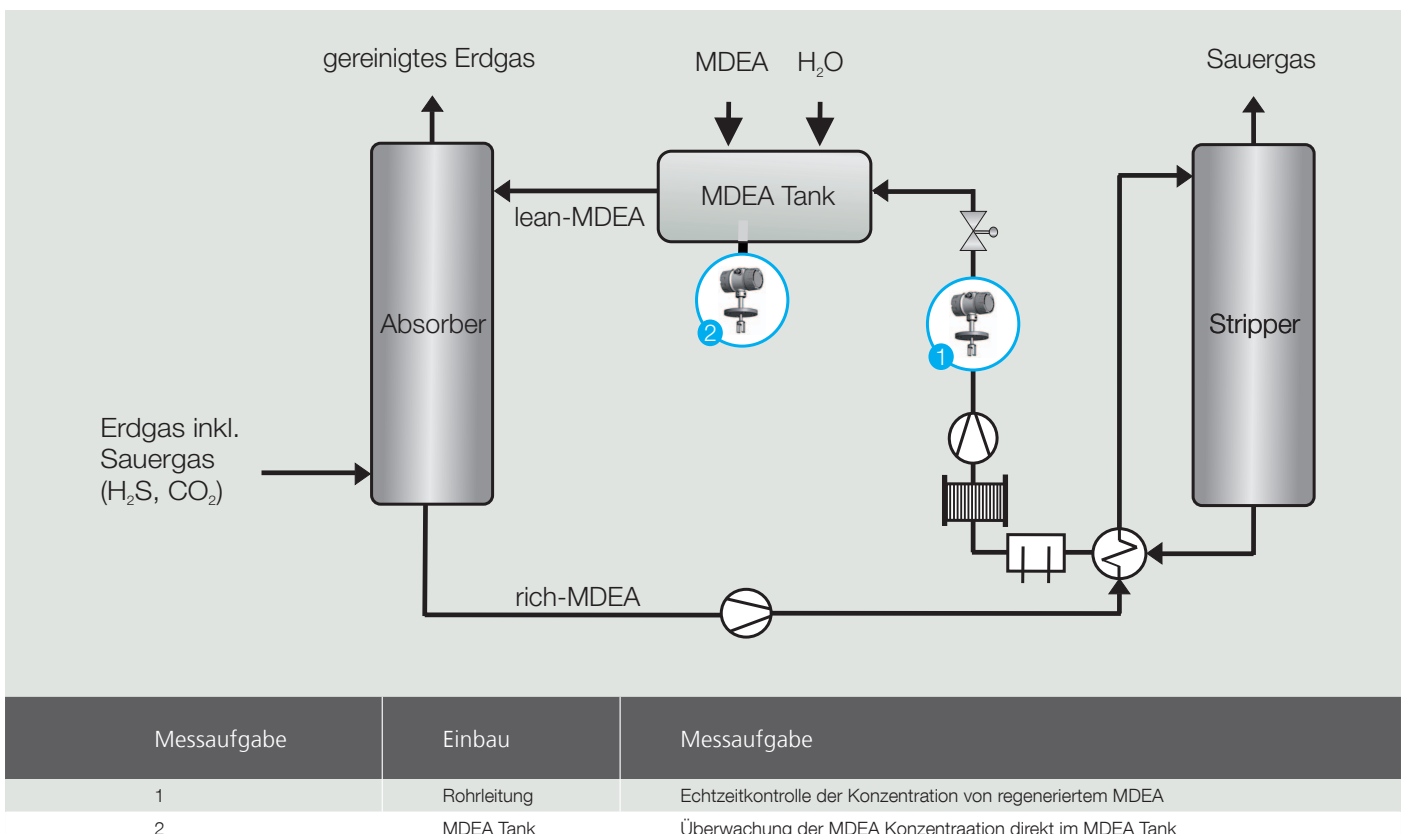 gereinigtes Erdgas
MDEA H₂O
Sauergas
MDEA Tank
lean-MDEA
Absorber
2
1
Stripper
Erdgas inkl.
Sauergas
(H₂S, CO₂)
rich-MDEA
Messaufgabe Einbau Messaufgabe
1 Rohrleitung Echtzeitkontrolle der Konzentration von regeneriertem MDEA
2 MDEA Tank Überwachung der MDEA Konzentraation direkt im MDEA Tank